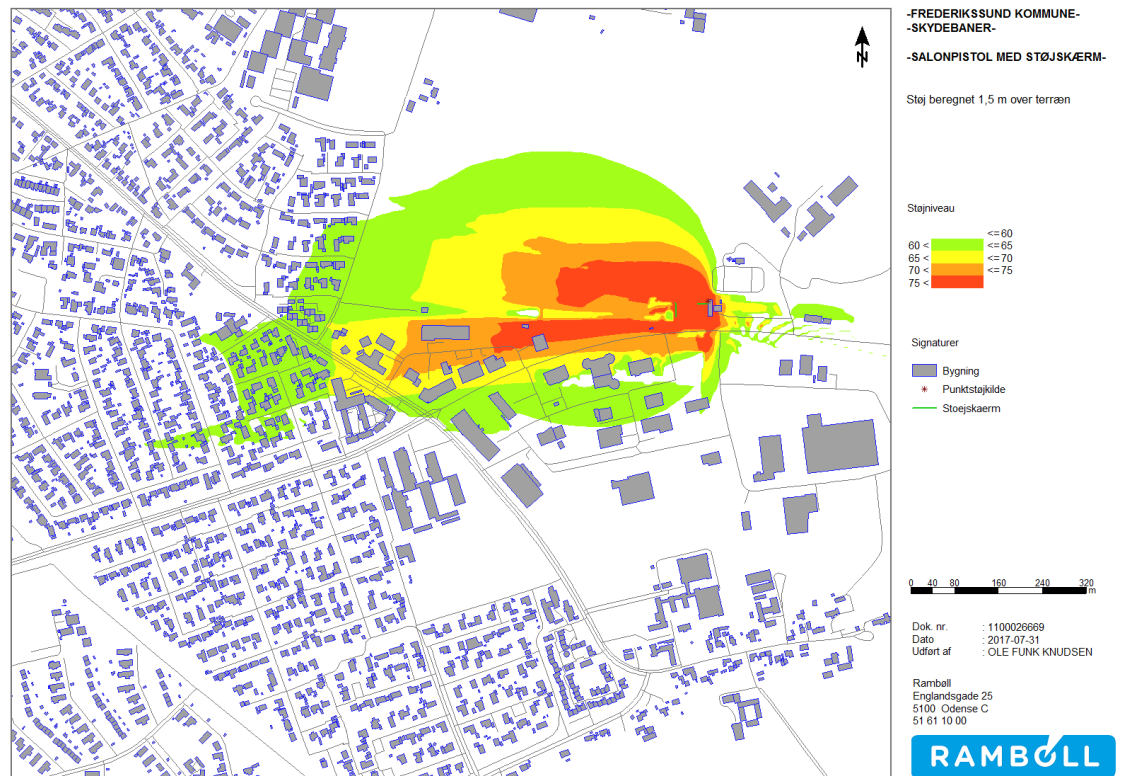 -FREDERIKSSUND KOMMUNE-
-SKYDEBANER-
-SALONPISTOL MED STØJSKÆRM-
N
Støj beregnet 1,5 m over terræn
Støjniveau
<= 60
60 < <= 65
65 < <= 70
70 < <= 75
75 <
Signaturer
Bygning
Punktstøjkilde
Stoejskaerm
0 40 80 160 240 320
m
Dok. nr. : 1100026669
Dato : 2017-07-31
Udført af : OLE FUNK KNUDSEN
Rambøll
Englandsgade 25
5100 Odense C
51 61 10 00
RAMBOLL